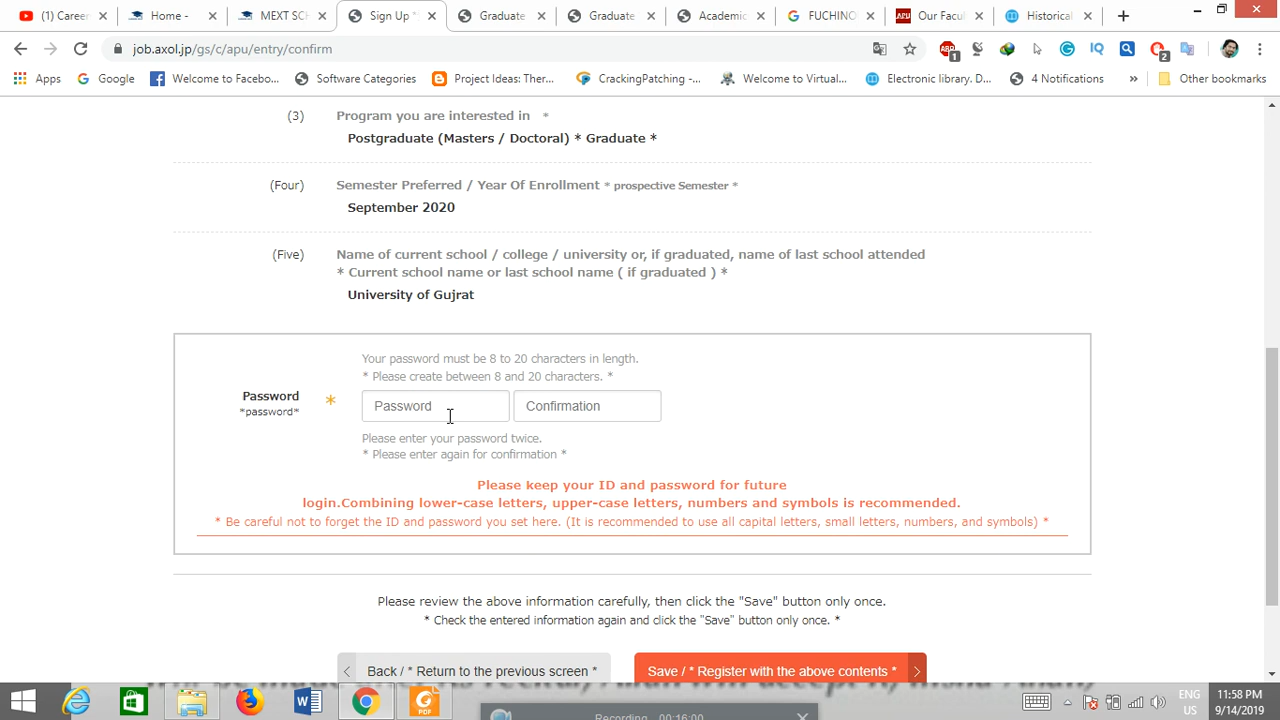 (1) Career
Home -
MEXT SCH
Sign Up *
Graduate
Graduate
Academic
FUCHINO
Our Facul
Historical
job.axol.jp/gs/c/apu/entry/confirm
Apps
Google
Welcome to Facebo...
Software Categories
Project Ideas: Ther...
CrackingPatching -...
Welcome to Virtual...
Electronic library. D...
4 Notifications
»
Other bookmarks
(3) Program you are interested in *
Postgraduate (Masters / Doctoral) * Graduate *
(Four) Semester Preferred / Year Of Enrollment * prospective Semester *
September 2020
(Five) Name of current school / college / university or, if graduated, name of last school attended
* Current school name or last school name ( if graduated ) *
University of Gujrat
Your password must be 8 to 20 characters in length.
* Please create between 8 and 20 characters. *
Password *
*password*
Password Confirmation
Please enter your password twice.
* Please enter again for confirmation *
Please keep your ID and password for future
login.Combining lower-case letters, upper-case letters, numbers and symbols is recommended.
* Be careful not to forget the ID and password you set here. (It is recommended to use all capital letters, small letters, numbers, and symbols) *
Please review the above information carefully, then click the "Save" button only once.
* Check the entered information again and click the "Save" button only once. *
Back / * Return to the previous screen *
Save / * Register with the above contents *
Recording 00:16:00
ENG
US
11:58 PM
9/14/2019